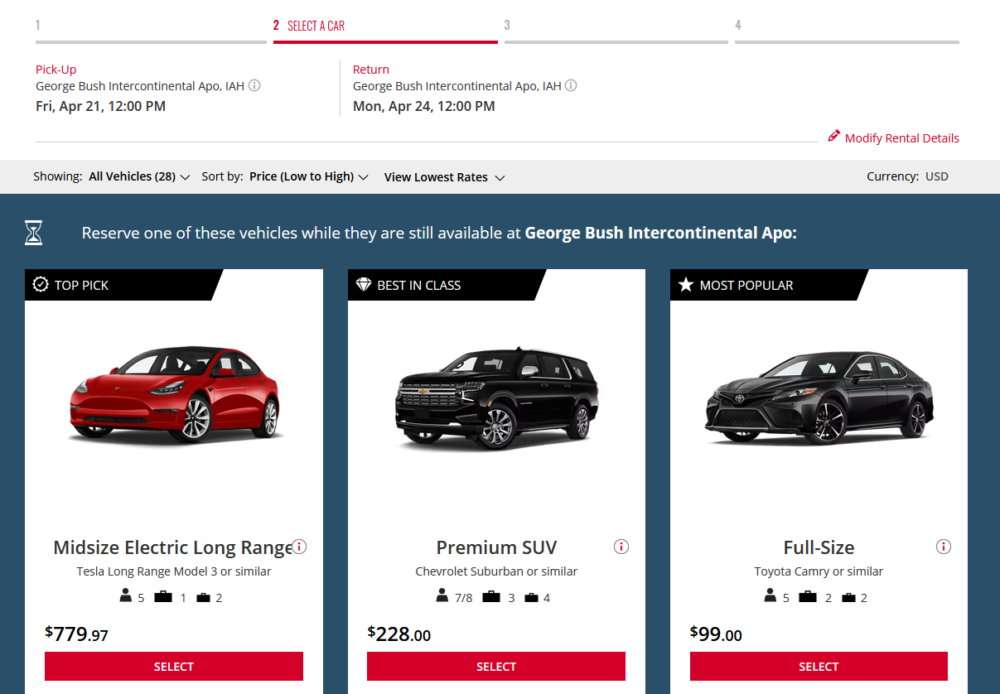 1
2 SELECT A CAR
3
4
Pick-Up
George Bush Intercontinental Apo, IAH
Fri, Apr 21, 12:00 PM
Return
George Bush Intercontinental Apo, IAH
Mon, Apr 24, 12:00 PM
Modify Rental Details
Showing: All Vehicles (28) Sort by: Price (Low to High) View Lowest Rates Currency: USD
Reserve one of these vehicles while they are still available at George Bush Intercontinental Apo:
TOP PICK
Midsize Electric Long Range
Tesla Long Range Model 3 or similar
5 1 2
$779.97
SELECT
BEST IN CLASS
Premium SUV
Chevrolet Suburban or similar
7/8 3 4
$228.00
SELECT
MOST POPULAR
Full-Size
Toyota Camry or similar
5 2 2
$99.00
SELECT